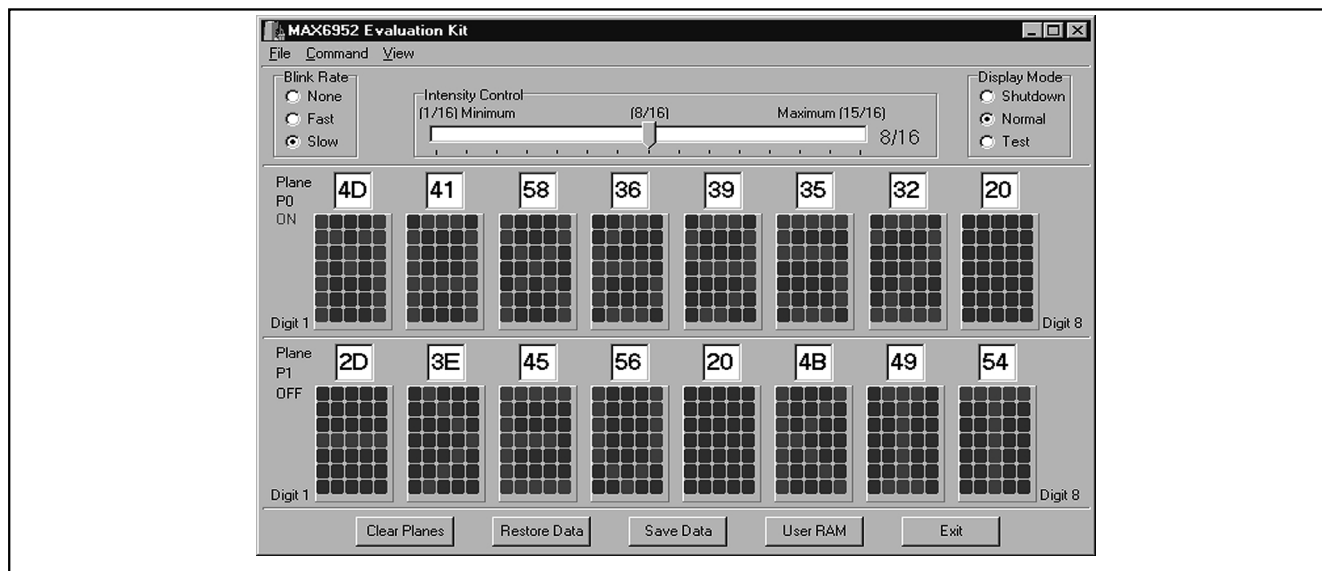 MAX6952 Evaluation Kit
File Command View
Blink Rate
None
Fast
Slow
Intensity Control
(1/16) Minimum (8/16) Maximum (15/16)
8/16
Display Mode
Shutdown
Normal
Test
Plane
P0
ON
4D 41 58 36 39 35 32 20
Digit 1 Digit 8
Plane
P1
OFF
2D 3E 45 56 20 4B 49 54
Digit 1 Digit 8
Clear Planes Restore Data Save Data User RAM Exit